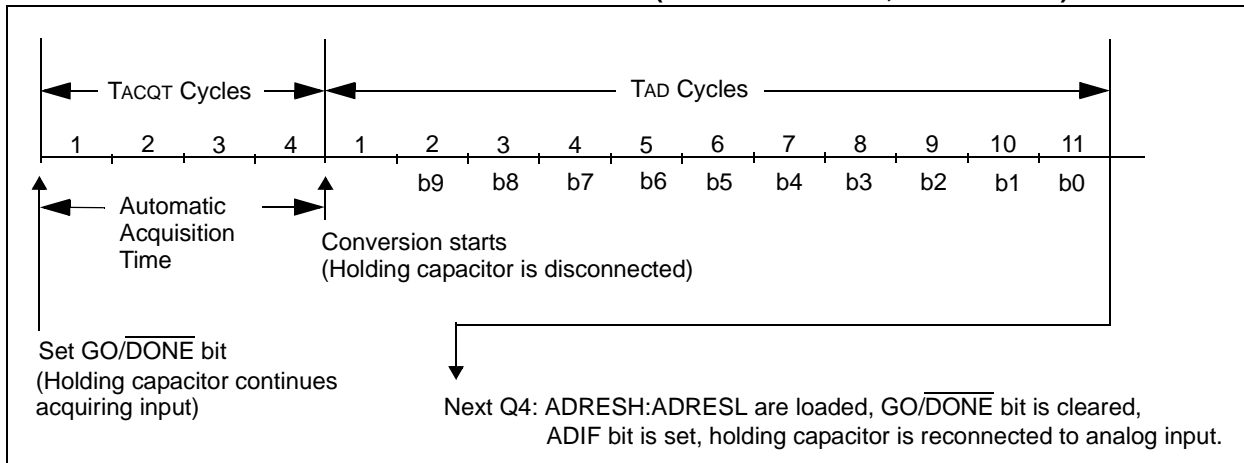 TACQT Cycles TAD Cycles
1 2 3 4 1 2 3 4 5 6 7 8 9 10 11
b9 b8 b7 b6 b5 b4 b3 b2 b1 b0
Automatic
Acquisition
Time
Conversion starts
(Holding capacitor is disconnected)
Set GO/DONE bit
(Holding capacitor continues
acquiring input)
Next Q4: ADRESH:ADRESL are loaded, GO/DONE bit is cleared,
ADIF bit is set, holding capacitor is reconnected to analog input.